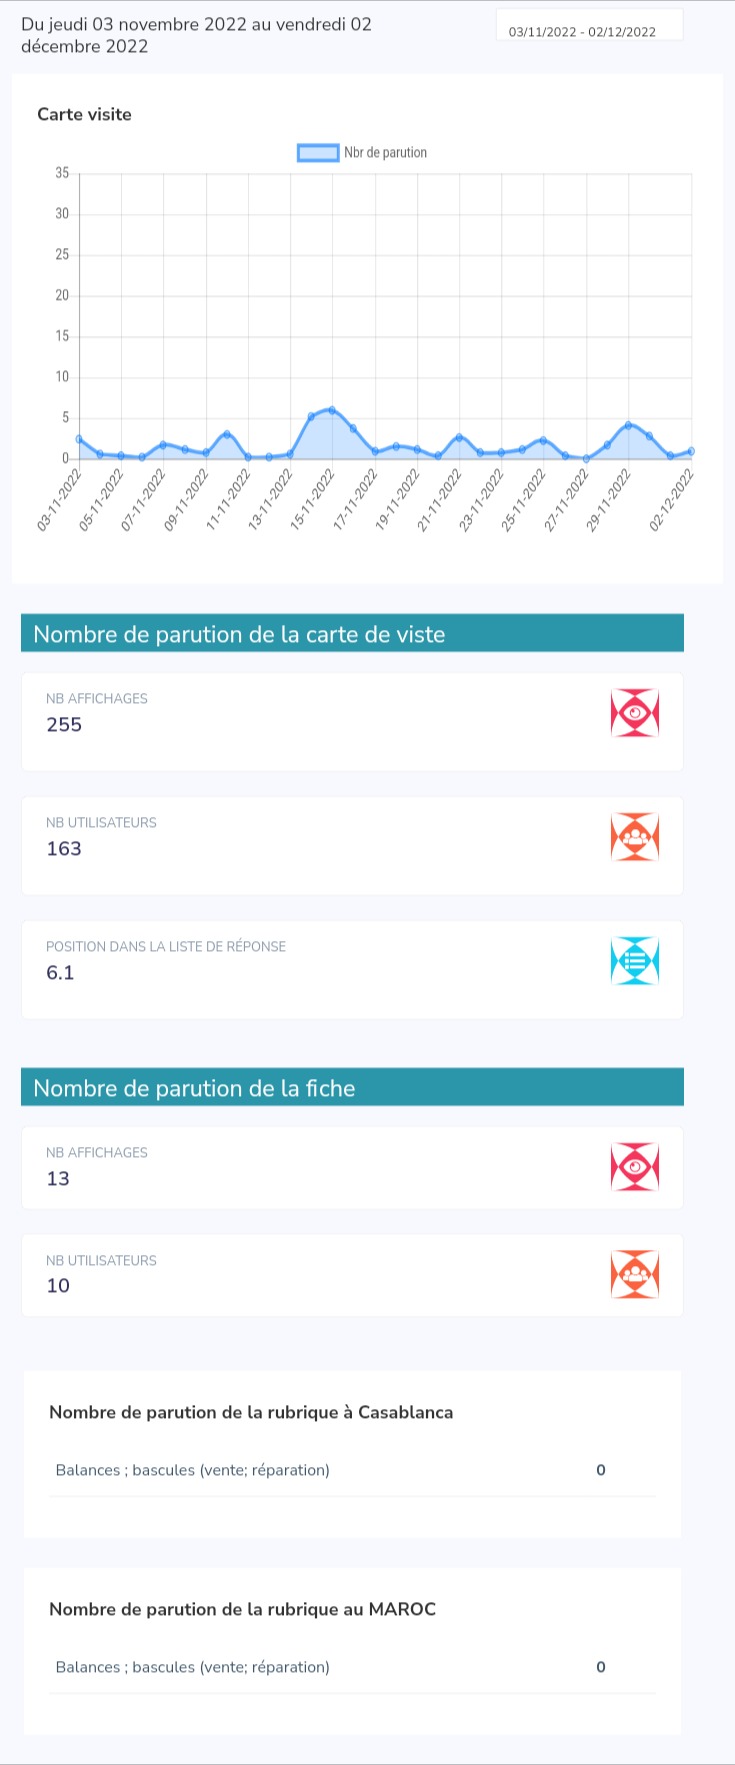 Du jeudi 03 novembre 2022 au vendredi 02
décembre 2022
03/11/2022 - 02/12/2022
Carte visite
Nbr de parution
35
30
25
20
15
10
5
0
03-11-2022
05-11-2022
07-11-2022
09-11-2022
11-11-2022
13-11-2022
15-11-2022
17-11-2022
19-11-2022
21-11-2022
23-11-2022
25-11-2022
27-11-2022
29-11-2022
02-12-2022
Nombre de parution de la carte de viste
NB AFFICHAGES
255
NB UTILISATEURS
163
POSITION DANS LA LISTE DE RÉPONSE
6.1
Nombre de parution de la fiche
NB AFFICHAGES
13
NB UTILISATEURS
10
Nombre de parution de la rubrique à Casablanca
Balances ; bascules (vente; réparation) 0
Nombre de parution de la rubrique au MAROC
Balances ; bascules (vente; réparation) 0